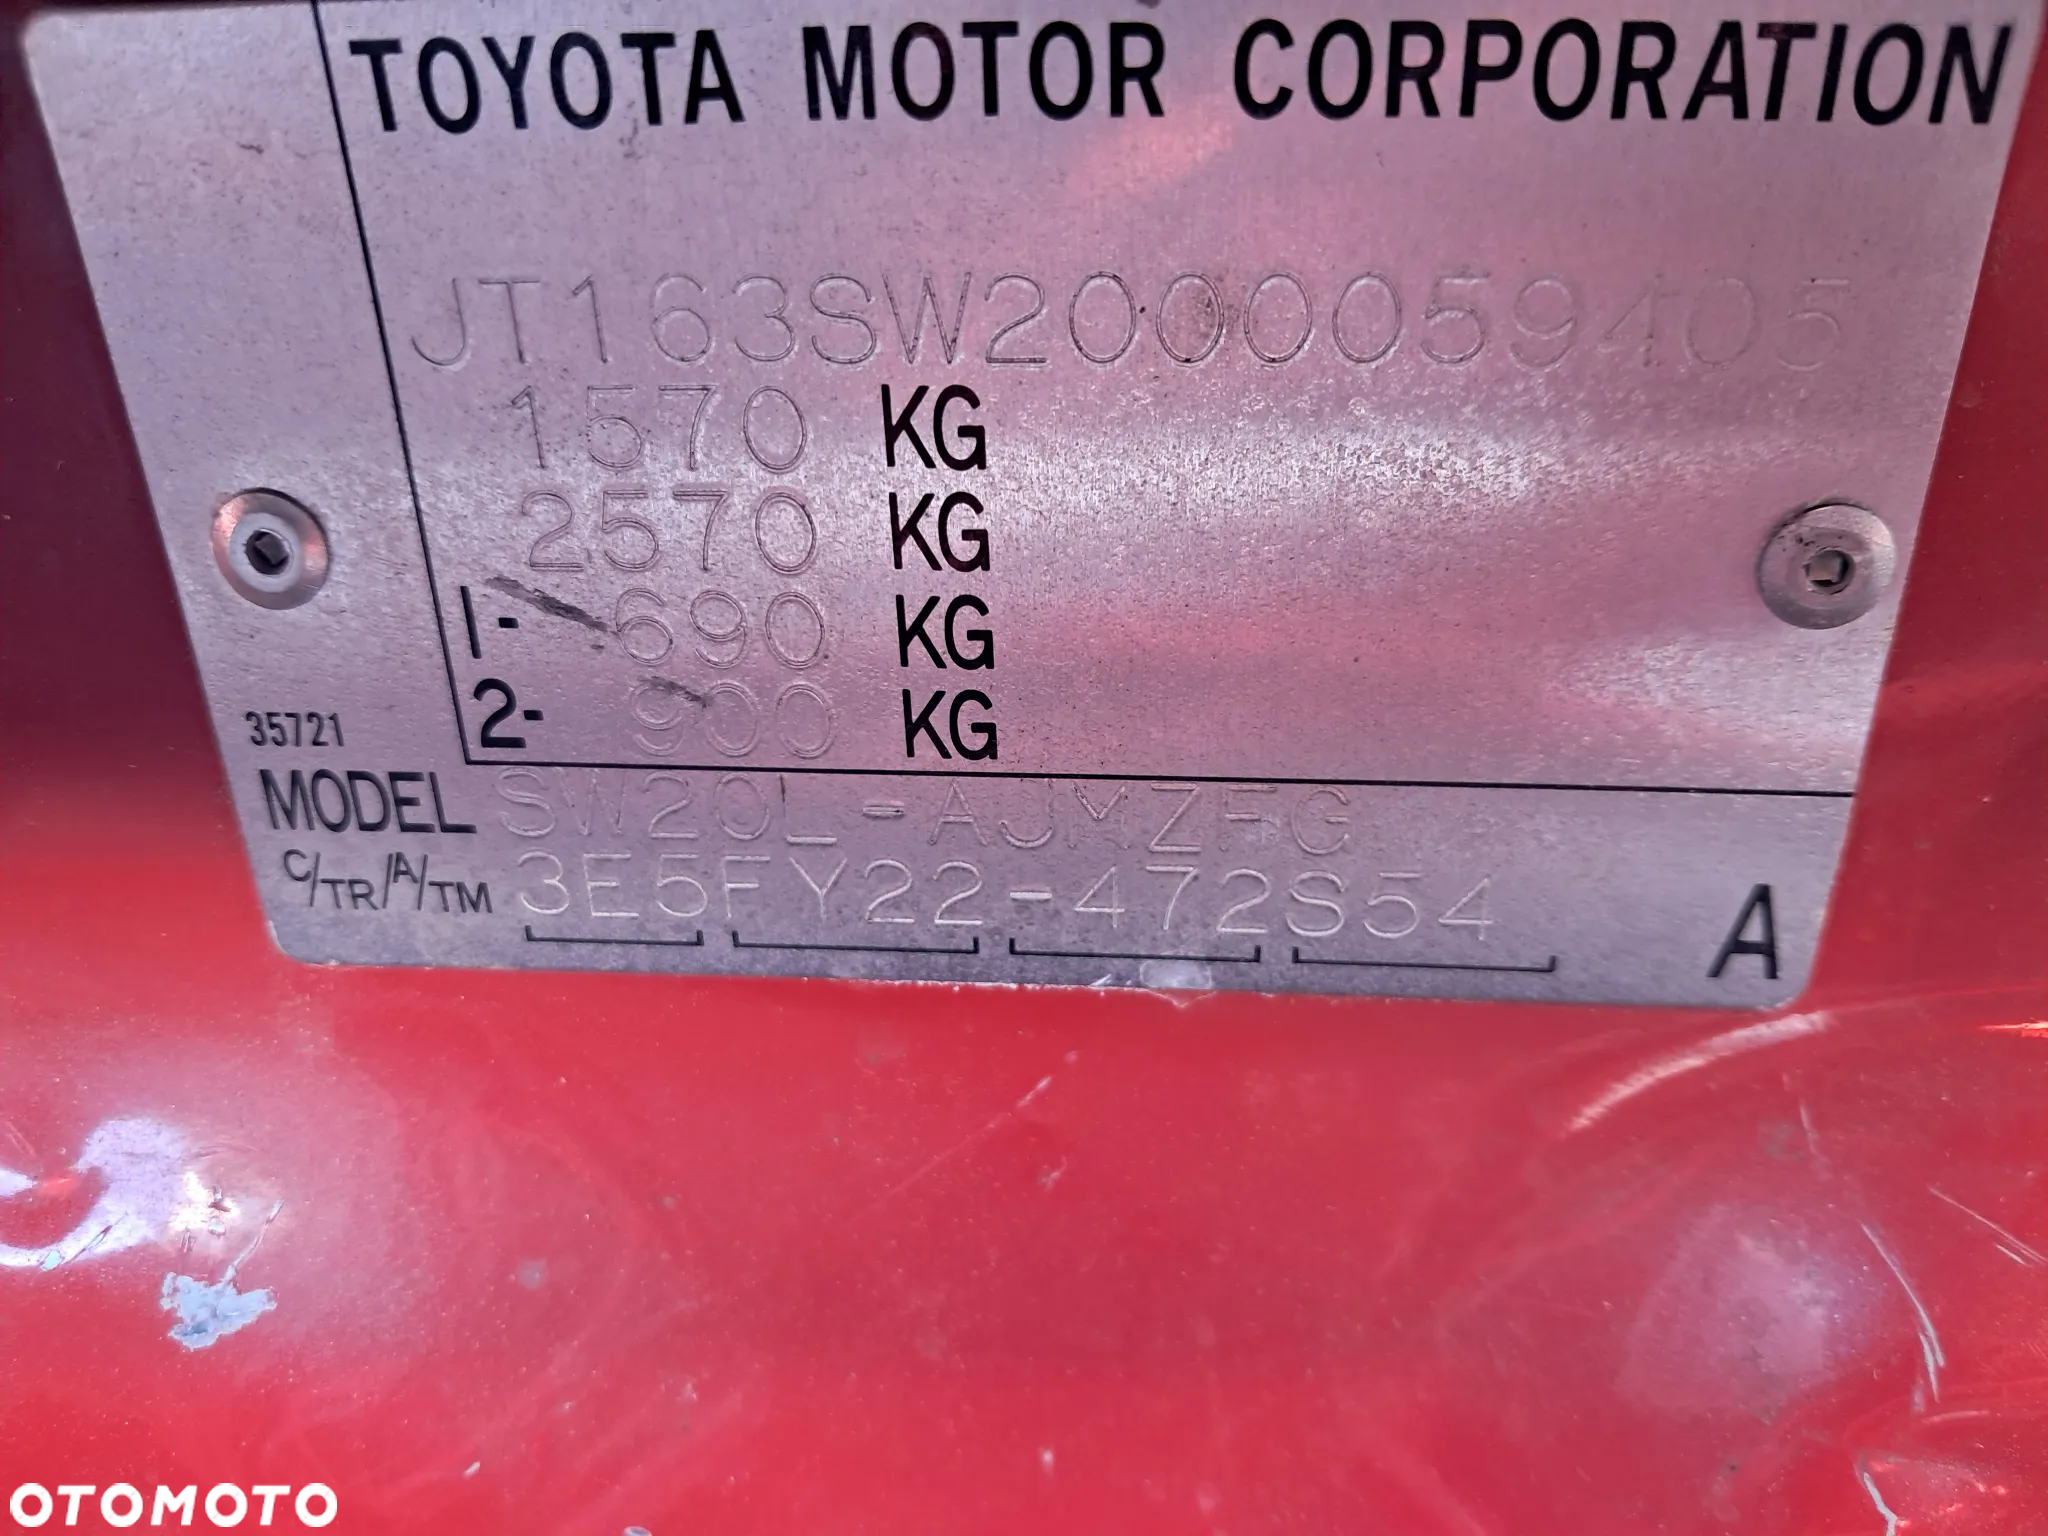 TOYOTA MOTOR CORPORATION
JT163SW2000059405
1570 KG
2570 KG
1- 690 KG
2- 900 KG
35721
MODEL SW20L-AJMZFG
C/TR/A/TM 3E5FY22-472S54 A
OTOMOTO